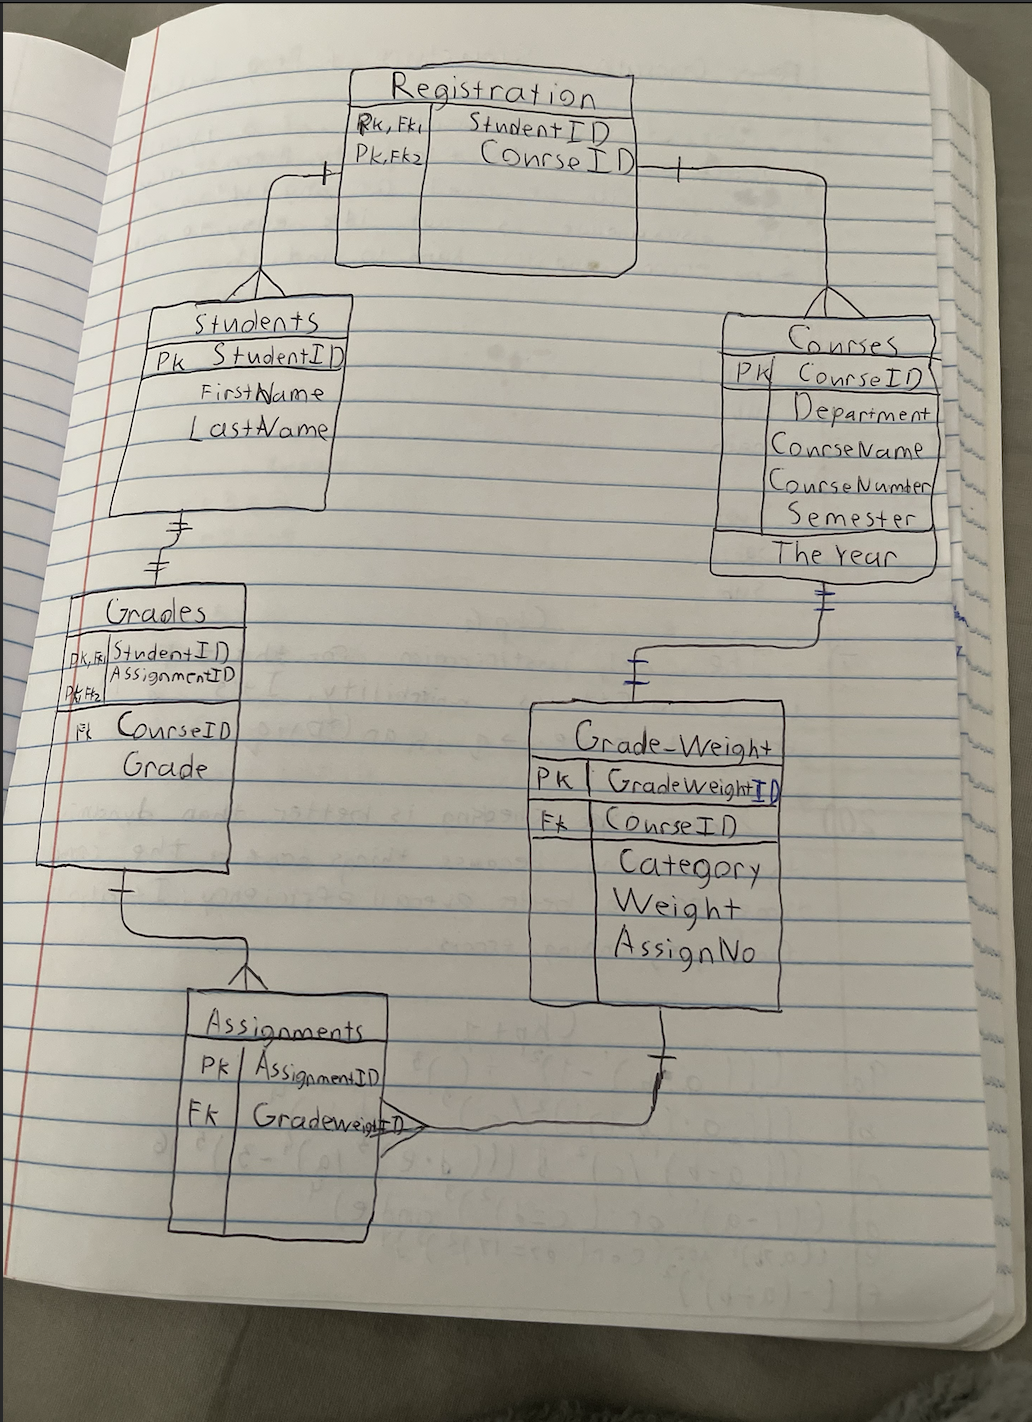 Registration
PK, FK1 StudentID
PK, FK2 CourseID
Students
PK StudentID
FirstName
LastName
Courses
PK CourseID
Department
CourseName
CourseNumber
Semester
The Year
Grades
PK, FK1 StudentID
AssignmentID
PK, FK2
FK CourseID
Grade
Grade-Weight
PK GradeWeightID
FK CourseID
Category
Weight
AssignNo
Assignments
PK AssignmentID
FK GradeweightID